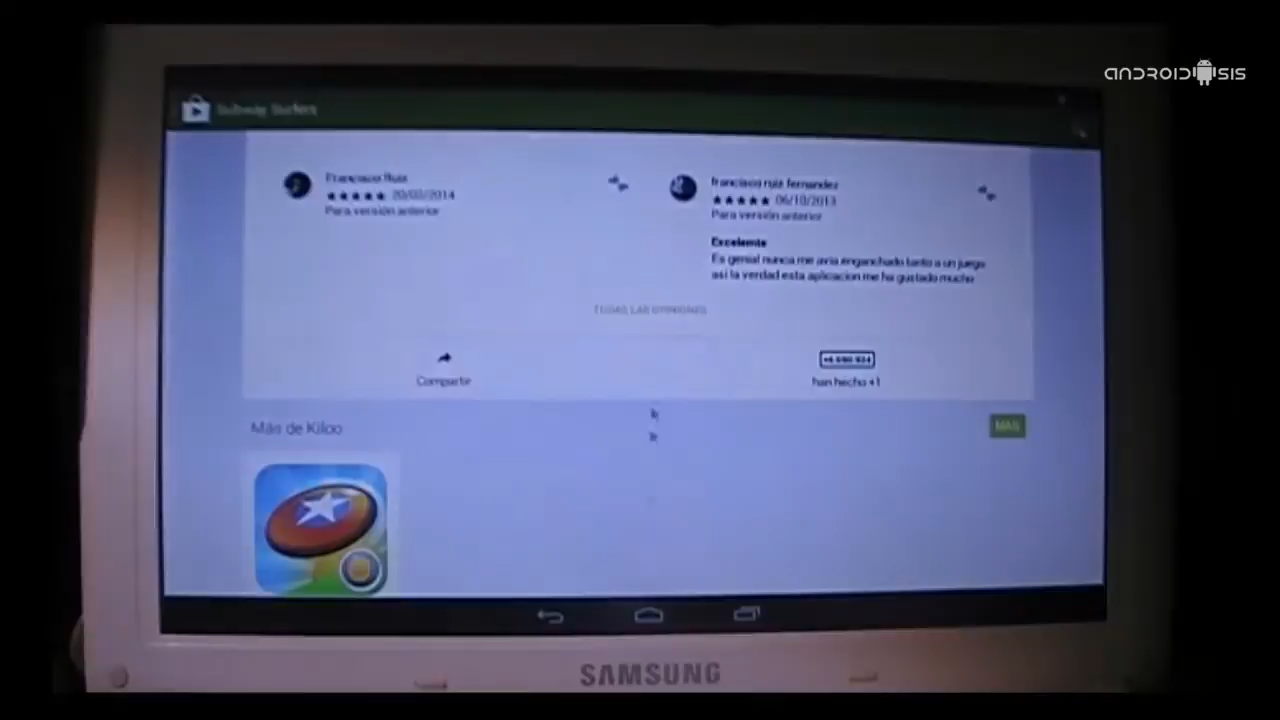 ANDROIDSIS
Subway Surfers
Francisco Ruiz
20/03/2014
Para versión anterior
francisco ruiz fernandez
06/10/2013
Para versión anterior
Excelente
Es genial nunca me avia enganchado tanto a un juego
asi la verdad esta aplicacion me ha gustado mucho
TODAS LAS OPINIONES
Compartir
han hecho +1
Más de Kiloo
MÁS
SAMSUNG